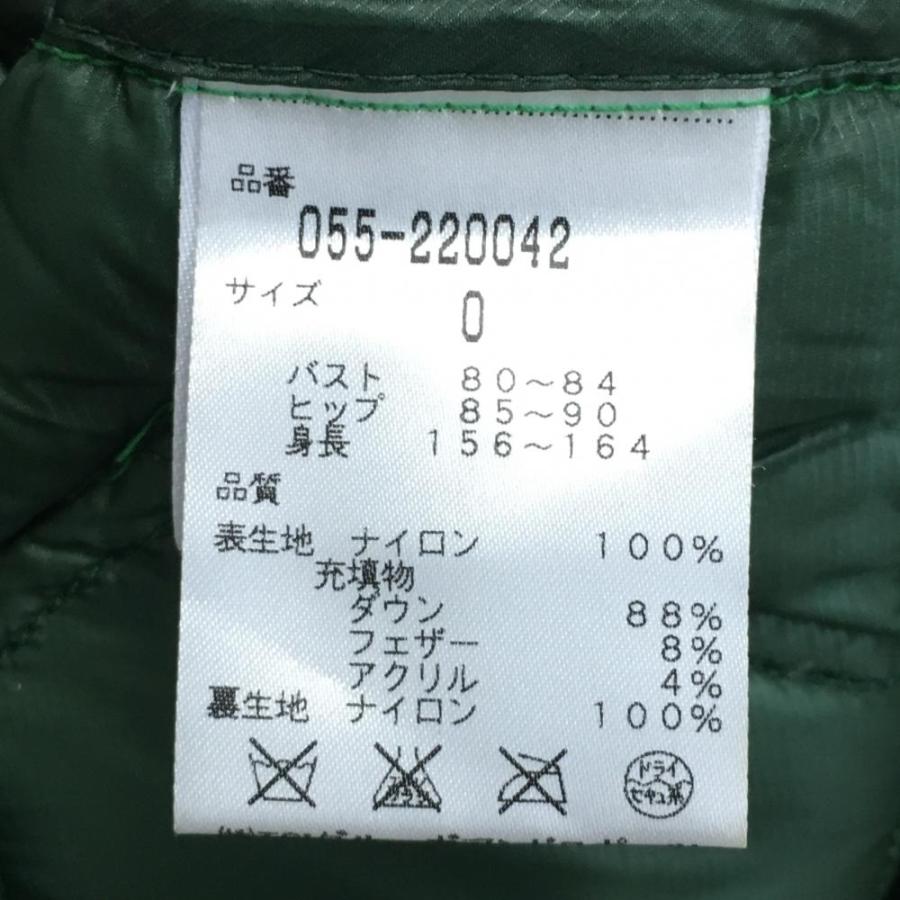 品番
055-220042
サイズ
0
バスト 80～84
ヒップ 85～90
身長 156～164
品質
表生地 ナイロン 100%
充填物
ダウン 88%
フェザー 8%
アクリル 4%
裏生地 ナイロン 100%
ドライ
セキユ系